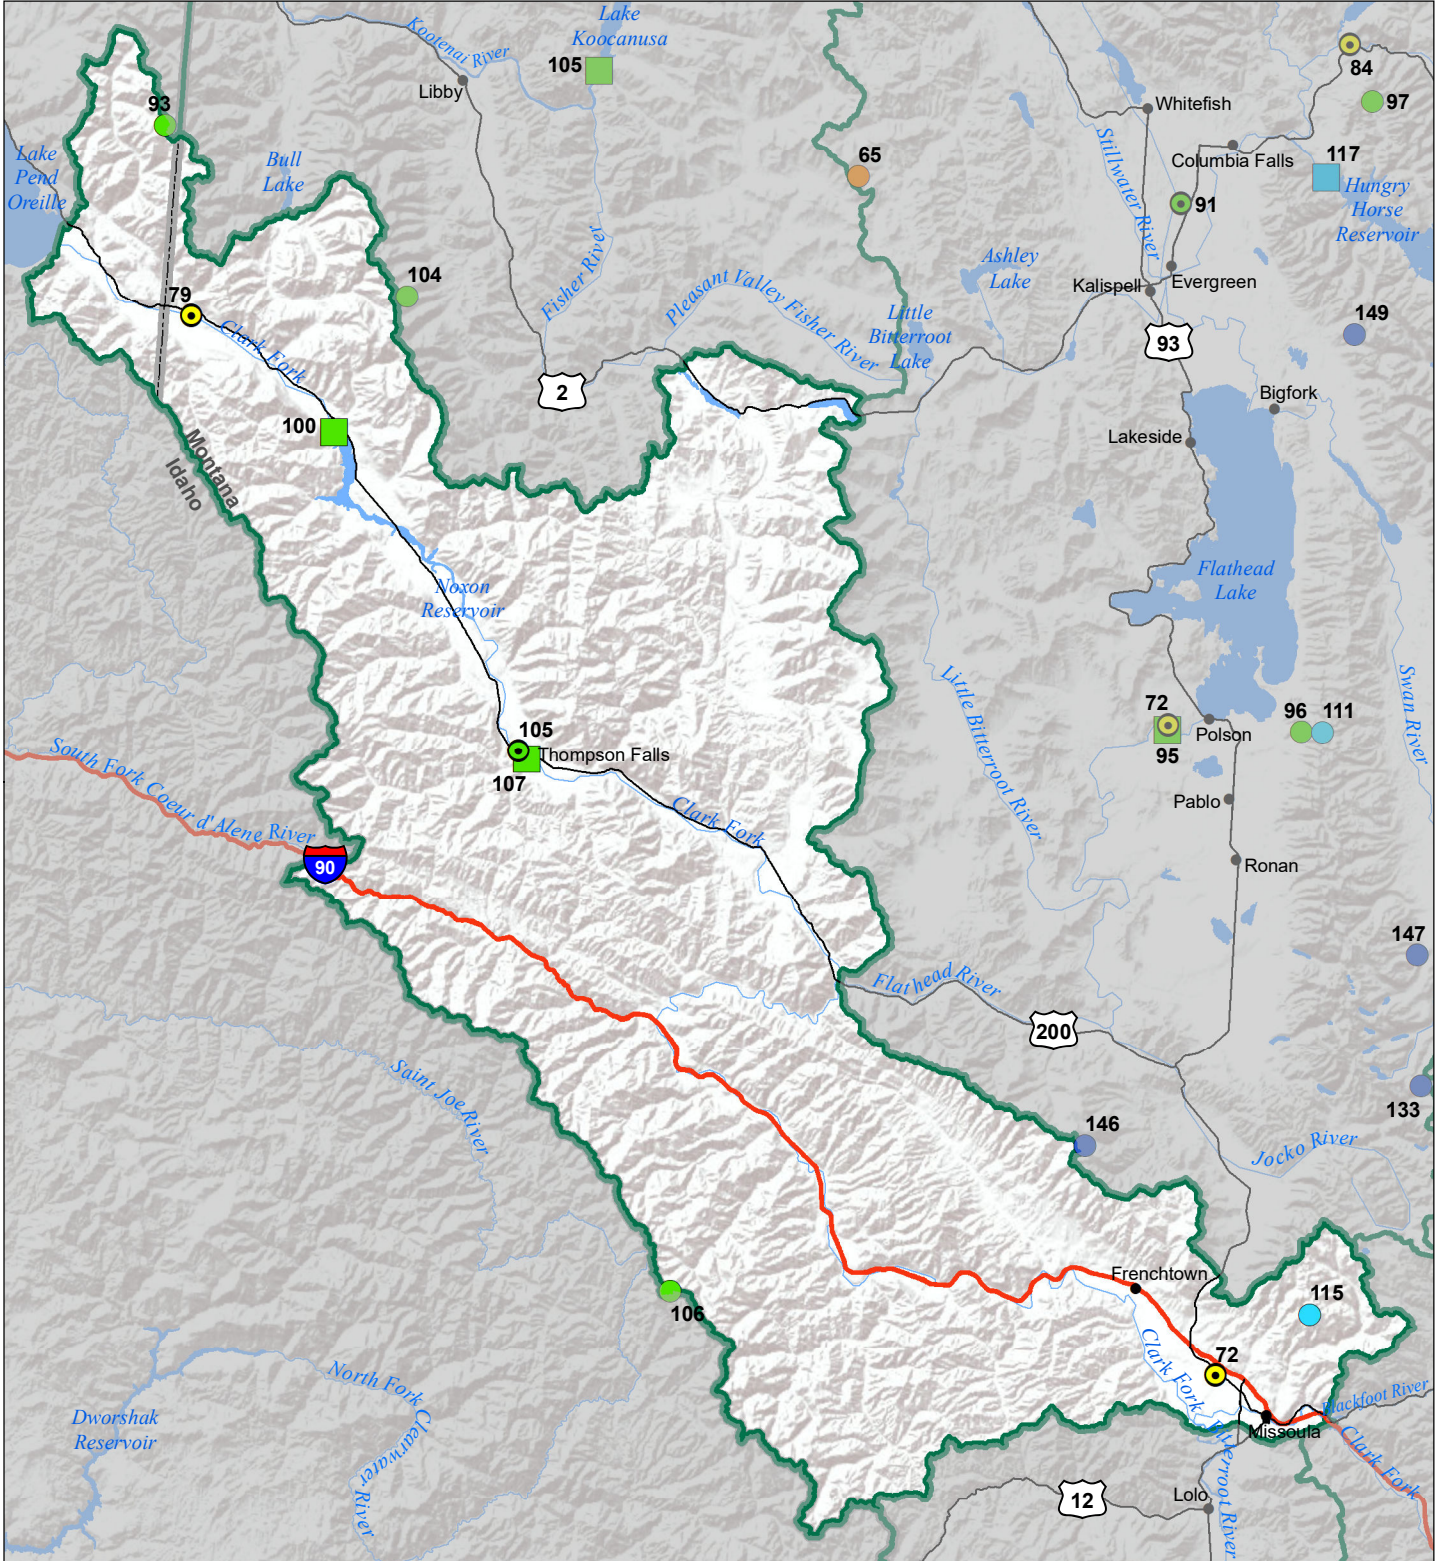 Lake
Koocanusa
Kootenai River
105
84
Libby
97
93
Whitefish
Lake
Pend
Oreille
Bull
Lake
65
Stillwater River
Columbia Falls
117
Hungry
Horse
Reservoir
91
Fisher River
Ashley
Lake
104
Pleasant Valley Fisher River
Kalispell
Evergreen
79
Little
Bitterroot
Lake
149
Clark Fork
93
2
Bigfork
100
Lakeside
Montana
Idaho
Flathead
Lake
Noxon
Reservoir
Little Bitterroot River
Swan River
72
96
111
Polson
95
105
Thompson Falls
107
South Fork Coeur d'Alene River
Pablo
Clark Fork
90
Ronan
147
Flathead River
200
Saint Joe River
133
146
Jocko River
Frenchtown
106
115
72
Clark Fork
North Fork Clearwater River
Blackfoot River
Dworshak
Reservoir
Missoula
Bitterroot River
Clark Fork
12
Lolo